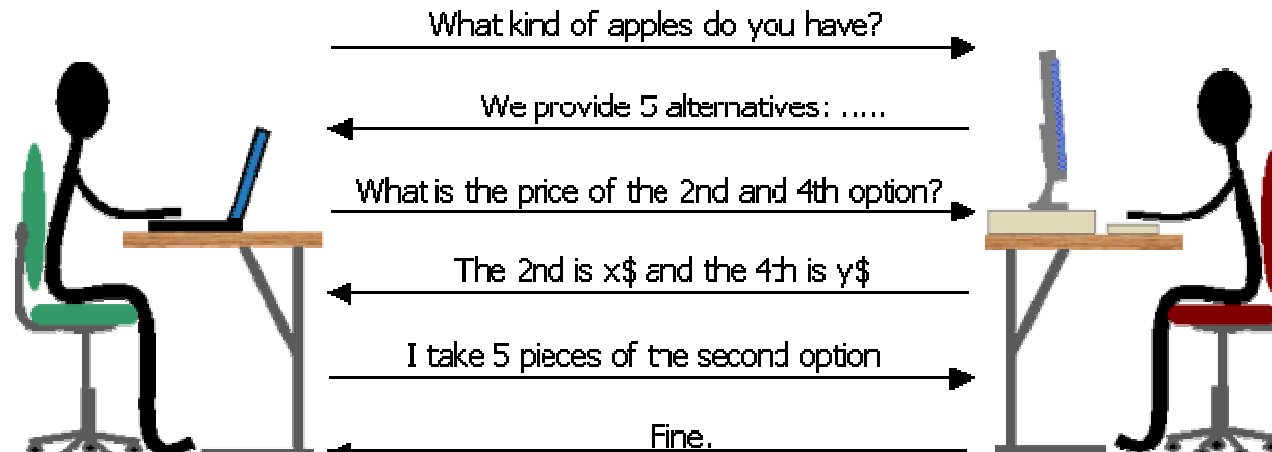 What kind of apples do you have?
We provide 5 alternatives: .....
What is the price of the 2nd and 4th option?
The 2nd is x$ and the 4th is y$
I take 5 pieces of the second option
Fine.